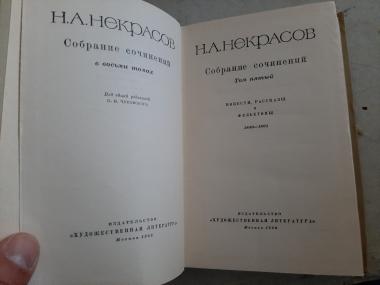 Н.А.НЕКРАСОВ
Собрание сочинений
в восьми томах
Под общей редакцией
К. И. ЧУКОВСКОГО
ИЗДАТЕЛЬСТВО
«ХУДОЖЕСТВЕННАЯ ЛИТЕРАТУРА»
Москва
Н.А.НЕКРАСОВ
Собрание сочинений
Том пятый
ПОВЕСТИ, РАССКАЗЫ
и
ФЕЛЬЕТОНЫ
ИЗДАТЕЛЬСТВО
«ХУДОЖЕСТВЕННАЯ ЛИТЕРАТУРА»
Москва